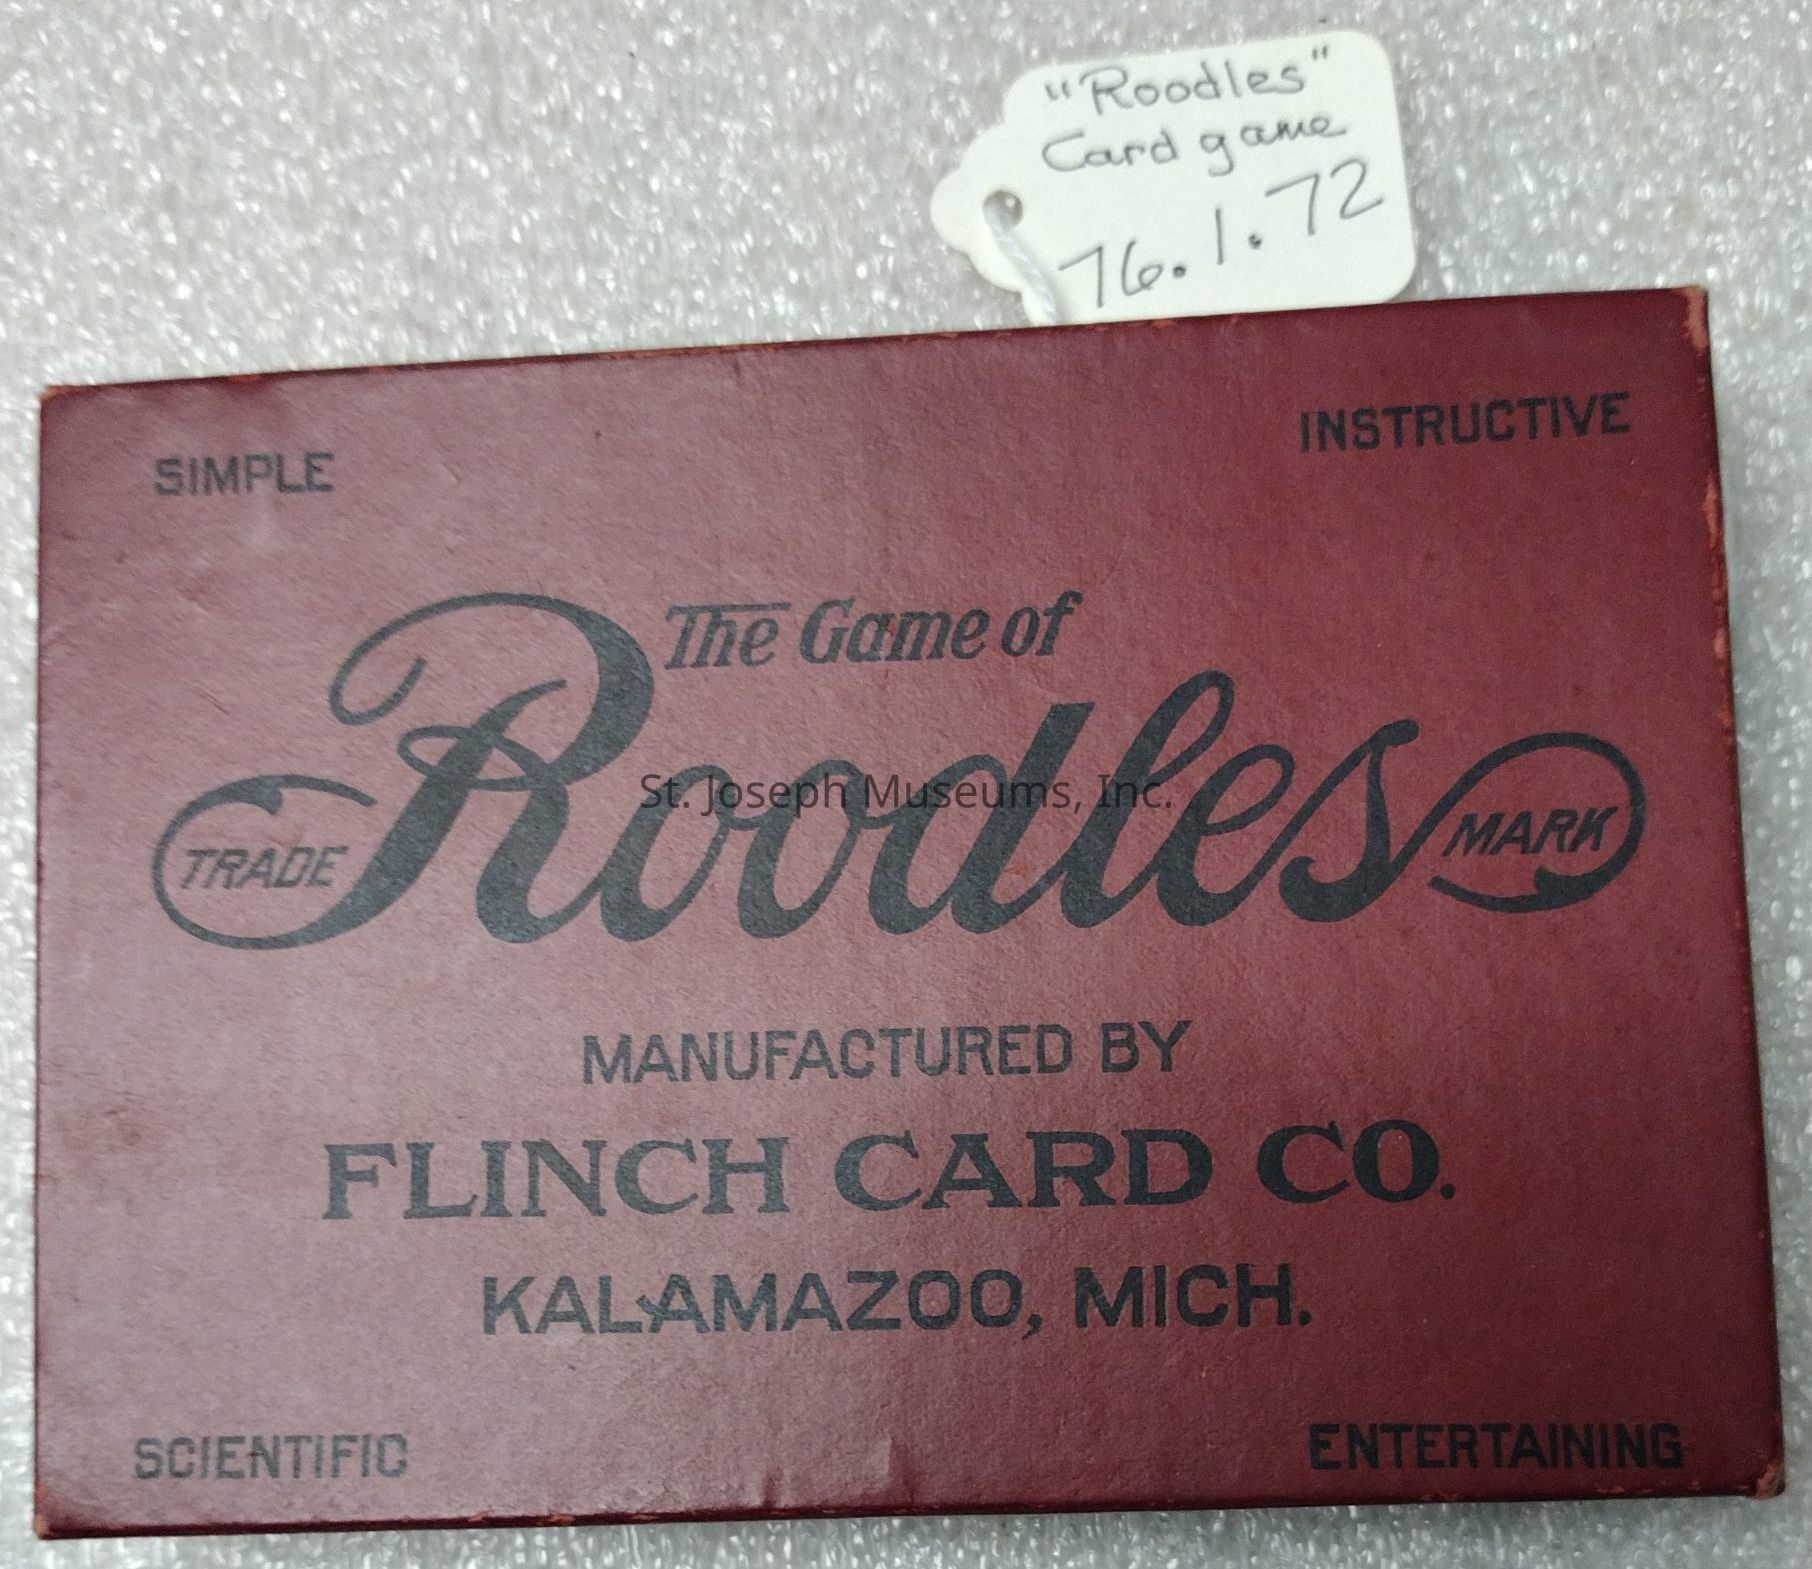 "Roodles"
Card game
76.1.72
SIMPLE
INSTRUCTIVE
The Game of
Roodles
TRADE
MARK
St. Joseph Museums, Inc.
MANUFACTURED BY
FLINCH CARD CO.
KALAMAZOO, MICH.
SCIENTIFIC
ENTERTAINING